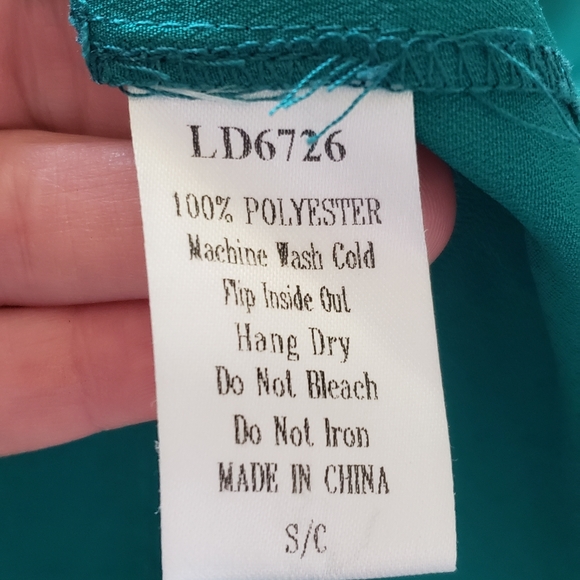 LD6726
100% POLYESTER
Machine Wash Cold
Flip Inside Out
Hang Dry
Do Not Bleach
Do Not Iron
MADE IN CHINA
S/C